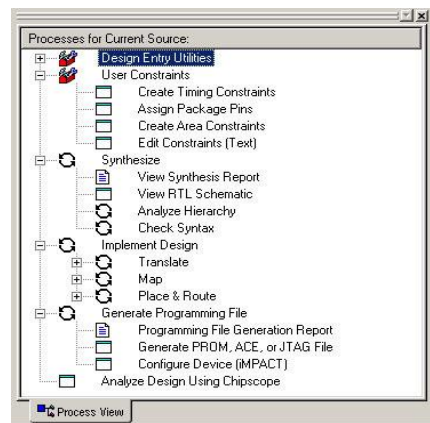 Processes for Current Source:
Design Entry Utilities
User Constraints
Create Timing Constraints
Assign Package Pins
Create Area Constraints
Edit Constraints (Text)
Synthesize
View Synthesis Report
View RTL Schematic
Analyze Hierarchy
Check Syntax
Implement Design
Translate
Map
Place & Route
Generate Programming File
Programming File Generation Report
Generate PROM, ACE, or JTAG File
Configure Device (iMPACT)
Analyze Design Using Chipscope
Process View